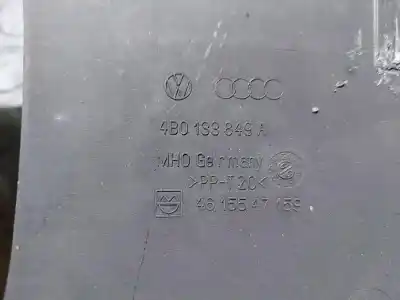 4B0 133 849 A
MHO Germany
>PP-T20<
46.155 47 159